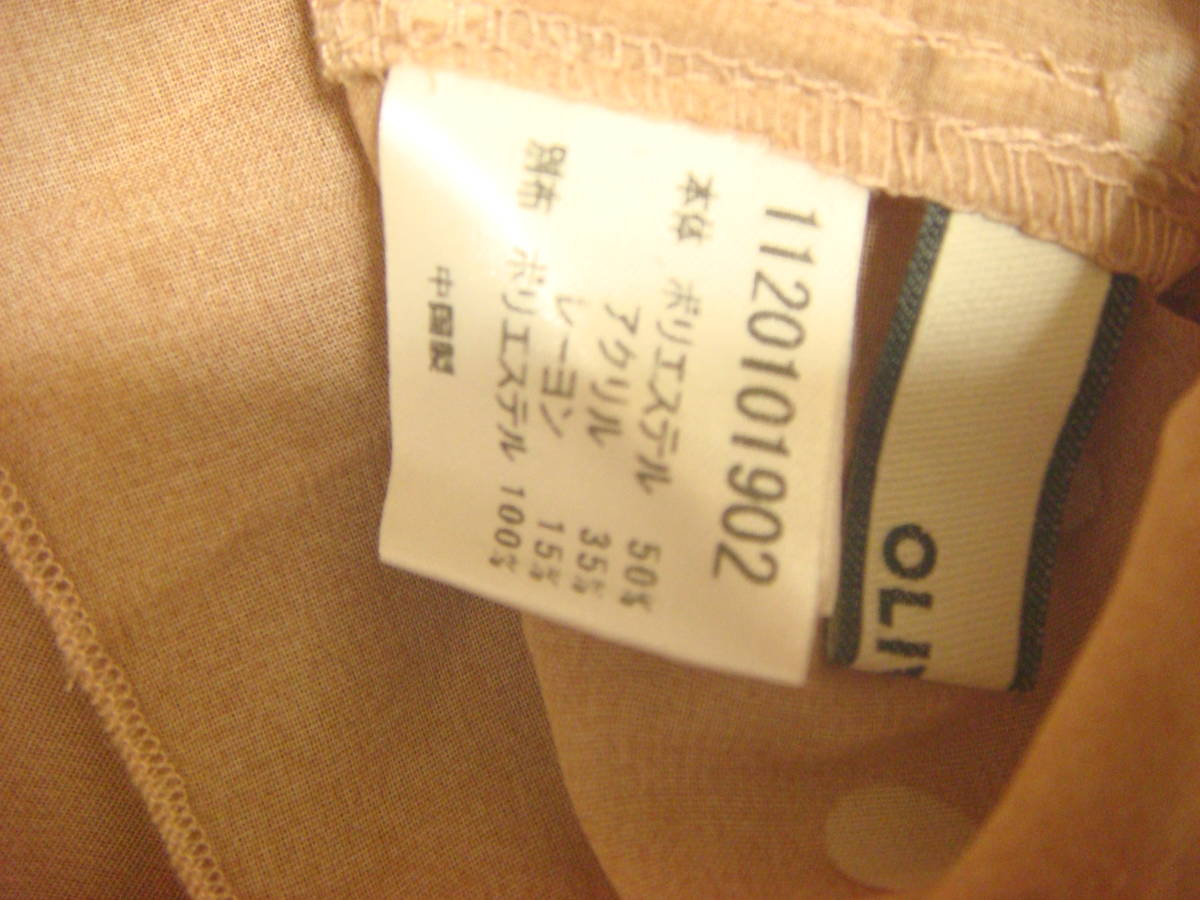 1120101902
本体 ポリエステル 50%
アクリル 35%
レーヨン 15%
別布 ポリエステル 100%
中国製
OLI